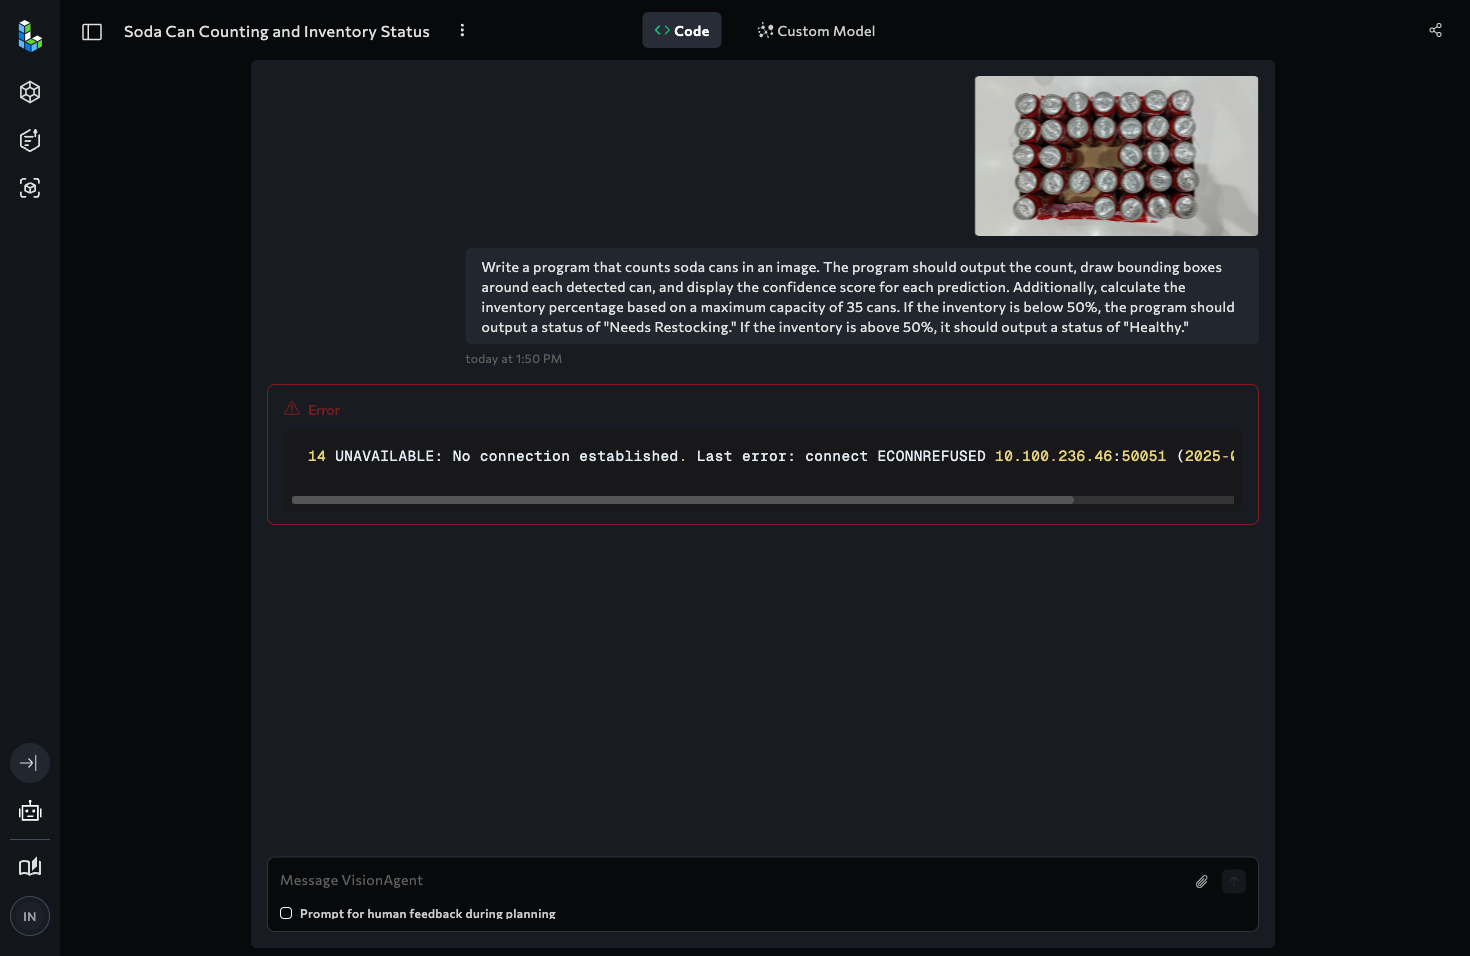 Soda Can Counting and Inventory Status
Code
Custom Model
Write a program that counts soda cans in an image. The program should output the count, draw bounding boxes
around each detected can, and display the confidence score for each prediction. Additionally, calculate the
inventory percentage based on a maximum capacity of 35 cans. If the inventory is below 50%, the program should
output a status of "Needs Restocking." If the inventory is above 50%, it should output a status of "Healthy."
today at 1:50 PM
Error
14 UNAVAILABLE: No connection established. Last error: connect ECONNREFUSED 10.100.236.46:50051 (2025-
Message VisionAgent
Prompt for human feedback during planning
IN